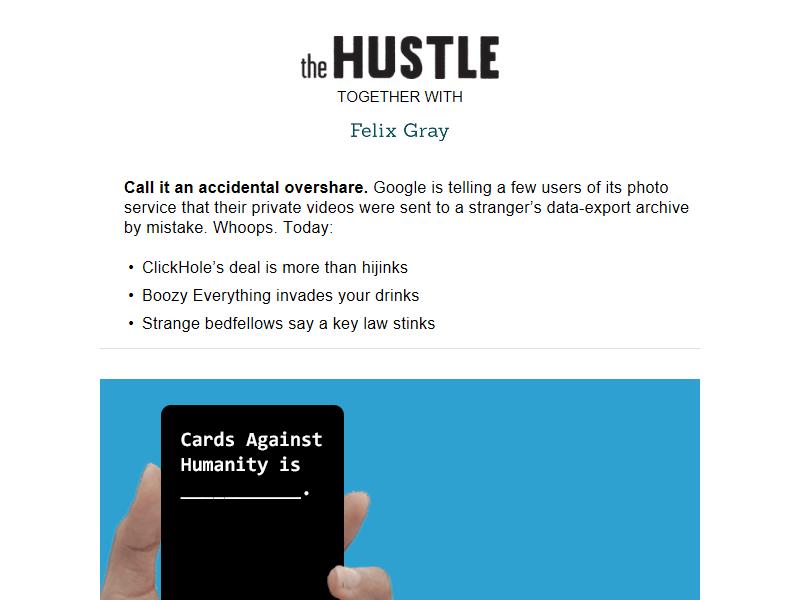 the HUSTLE
TOGETHER WITH
Felix Gray
Call it an accidental overshare. Google is telling a few users of its photo
service that their private videos were sent to a stranger’s data-export archive
by mistake. Whoops. Today:
• ClickHole’s deal is more than hijinks
• Boozy Everything invades your drinks
• Strange bedfellows say a key law stinks
Cards Against
Humanity is
___________.